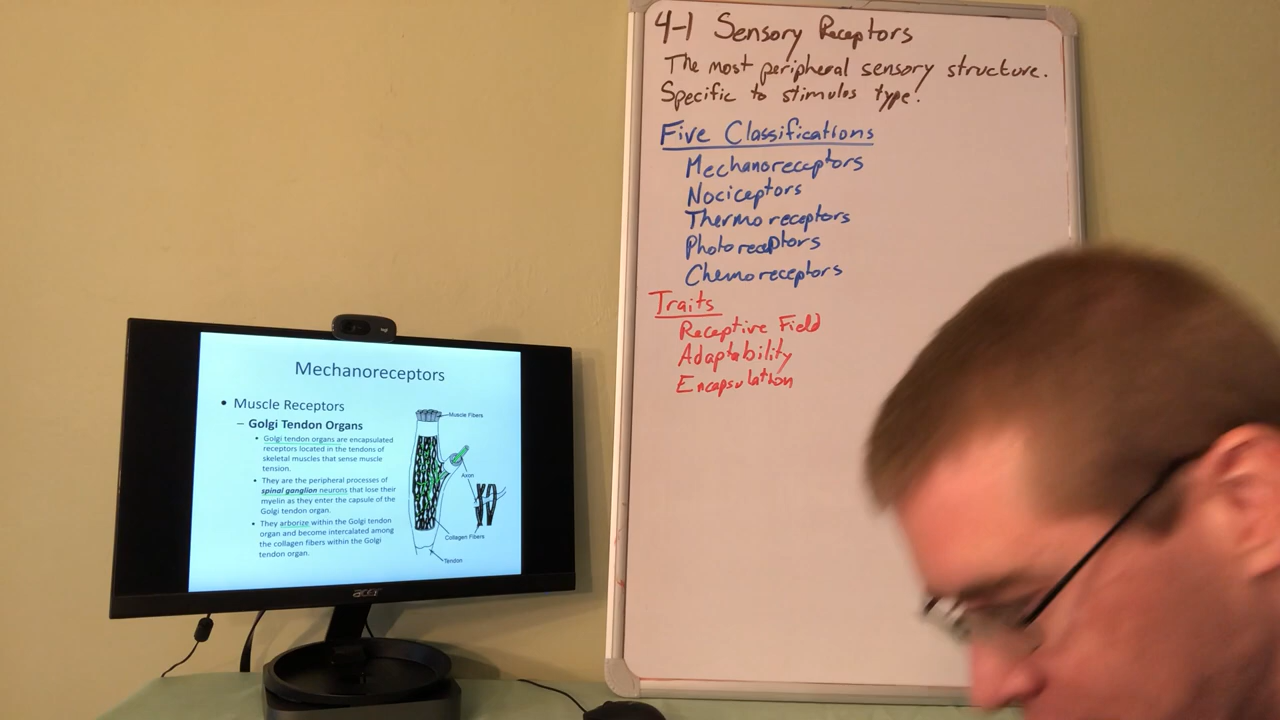 4-1 Sensory Receptors
The most peripheral sensory structure.
Specific to stimulus type!
Five Classifications
Mechanoreceptors
Nociceptors
Thermoreceptors
Photoreceptors
Chemoreceptors
Traits
Receptive Field
Adaptability
Encapsulation
Mechanoreceptors
• Muscle Receptors
– Golgi Tendon Organs
• Golgi tendon organs are encapsulated
receptors located in the tendons of
skeletal muscles that sense muscle
tension.
• They are the peripheral processes of
spinal ganglion neurons that lose their
myelin as they enter the capsule of the
Golgi tendon organ.
• They arborize within the Golgi tendon
organ and become intercalated among
the collagen fibers within the Golgi
tendon organ.
Muscle Fibers
Axon
Collagen Fibers
Tendon
acer